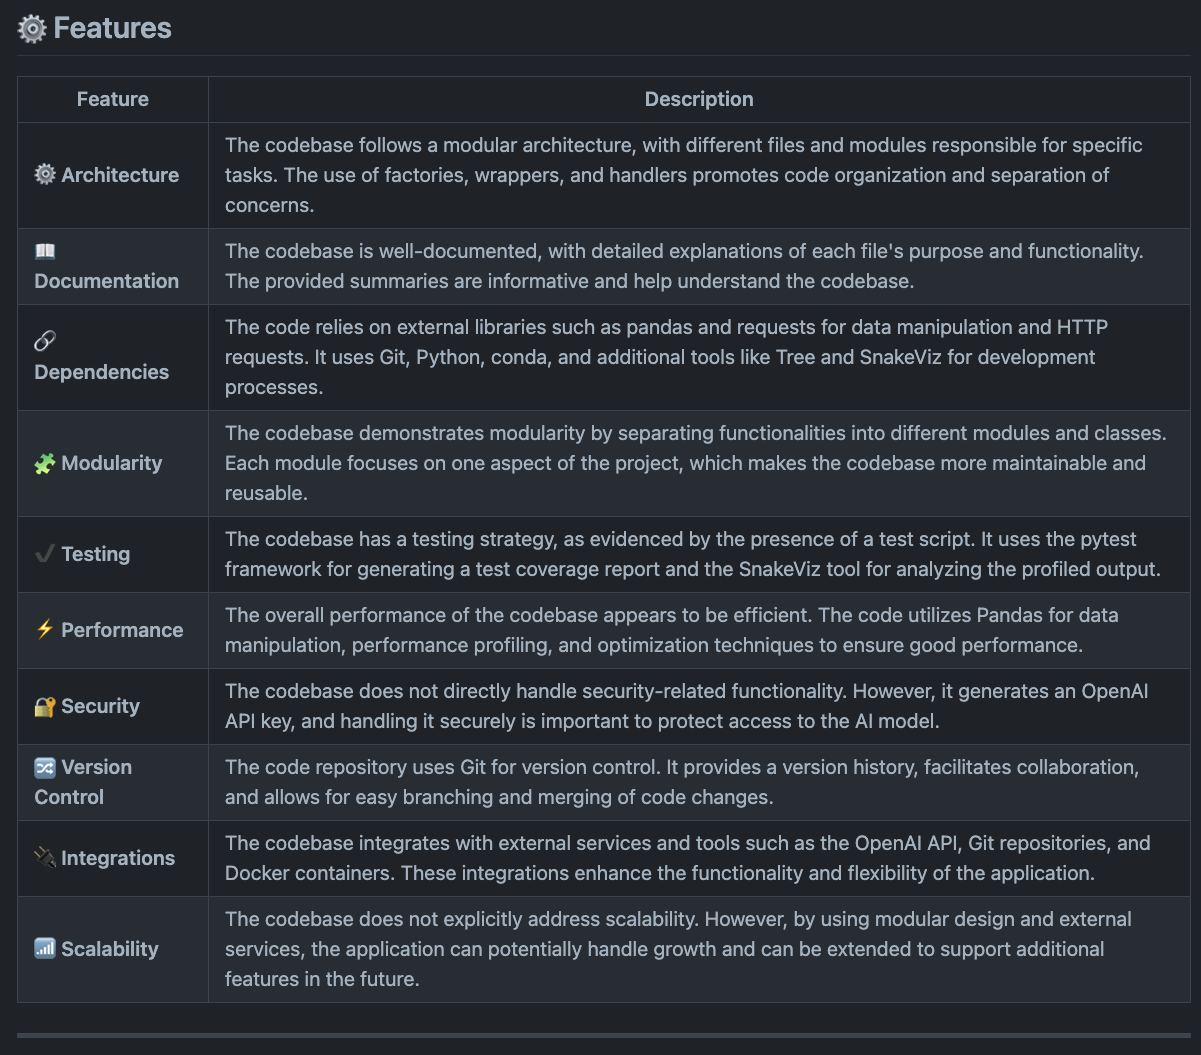 ⚙️ Features
Feature
Description
⚙️ Architecture
The codebase follows a modular architecture, with different files and modules responsible for specific
tasks. The use of factories, wrappers, and handlers promotes code organization and separation of
concerns.
📖
Documentation
The codebase is well-documented, with detailed explanations of each file's purpose and functionality.
The provided summaries are informative and help understand the codebase.
🔗
Dependencies
The code relies on external libraries such as pandas and requests for data manipulation and HTTP
requests. It uses Git, Python, conda, and additional tools like Tree and SnakeViz for development
processes.
🧩 Modularity
The codebase demonstrates modularity by separating functionalities into different modules and classes.
Each module focuses on one aspect of the project, which makes the codebase more maintainable and
reusable.
✔️ Testing
The codebase has a testing strategy, as evidenced by the presence of a test script. It uses the pytest
framework for generating a test coverage report and the SnakeViz tool for analyzing the profiled output.
⚡️ Performance
The overall performance of the codebase appears to be efficient. The code utilizes Pandas for data
manipulation, performance profiling, and optimization techniques to ensure good performance.
🔐 Security
The codebase does not directly handle security-related functionality. However, it generates an OpenAI
API key, and handling it securely is important to protect access to the AI model.
🔀 Version
Control
The code repository uses Git for version control. It provides a version history, facilitates collaboration,
and allows for easy branching and merging of code changes.
🔌 Integrations
The codebase integrates with external services and tools such as the OpenAI API, Git repositories, and
Docker containers. These integrations enhance the functionality and flexibility of the application.
📶 Scalability
The codebase does not explicitly address scalability. However, by using modular design and external
services, the application can potentially handle growth and can be extended to support additional
features in the future.